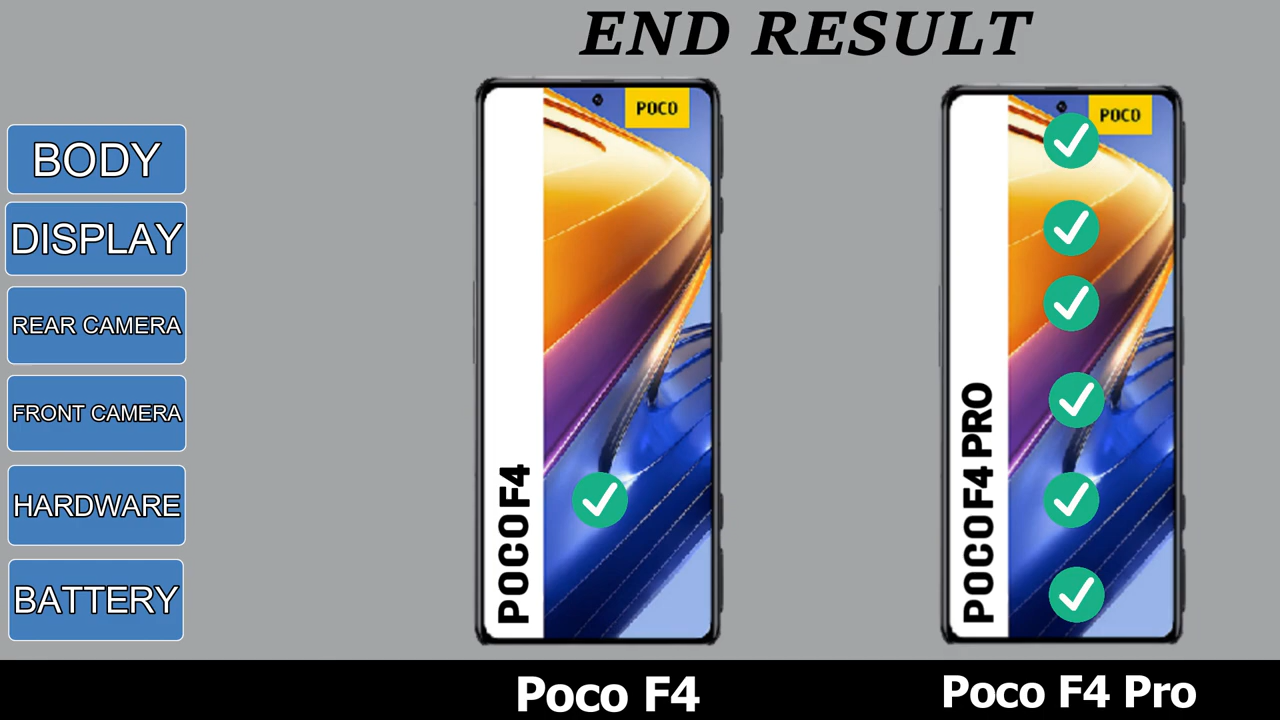 END RESULT
BODY
DISPLAY
REAR CAMERA
FRONT CAMERA
HARDWARE
BATTERY
POCO
POCO F4
POCO
POCO F4 PRO
Poco F4
Poco F4 Pro